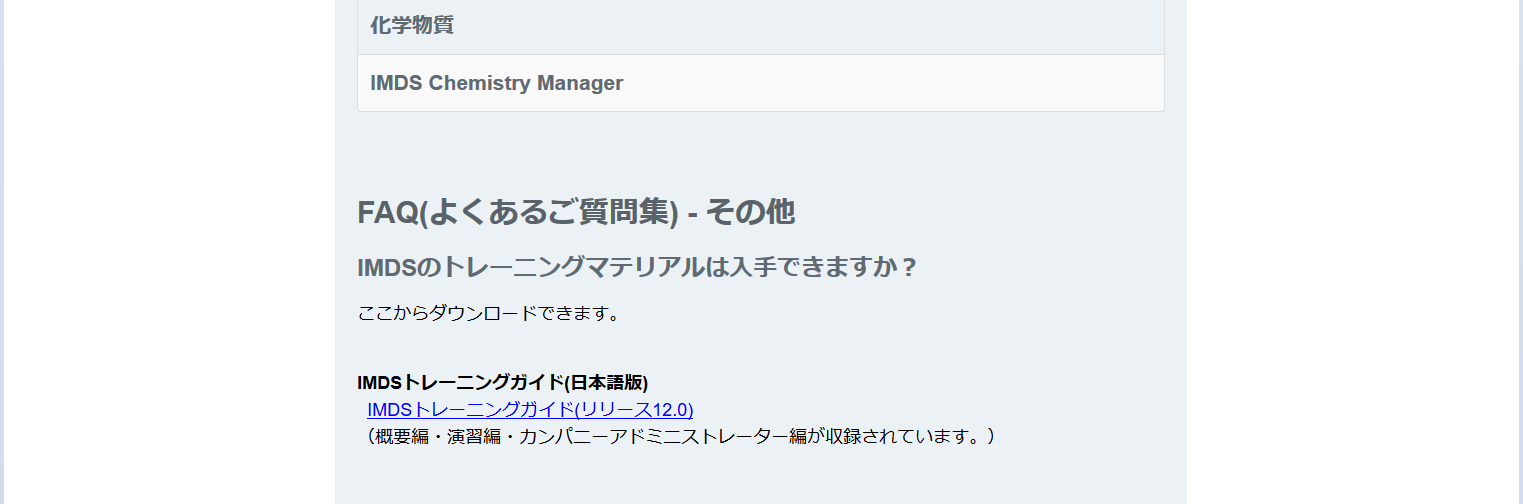 化学物質
IMDS Chemistry Manager
FAQ(よくあるご質問集) - その他
IMDSのトレーニングマテリアルは入手できますか？
ここからダウンロードできます。
IMDSトレーニングガイド(日本語版)
IMDSトレーニングガイド(リリース12.0)
（概要編・演習編・カンパニーアドミニストレーター編が収録されています。）